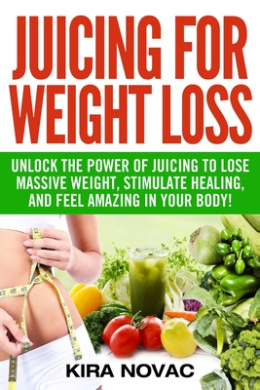 JUICING FOR
WEIGHT LOSS
UNLOCK THE POWER OF JUICING TO LOSE
MASSIVE WEIGHT, STIMULATE HEALING,
AND FEEL AMAZING IN YOUR BODY!
KIRA NOVAC